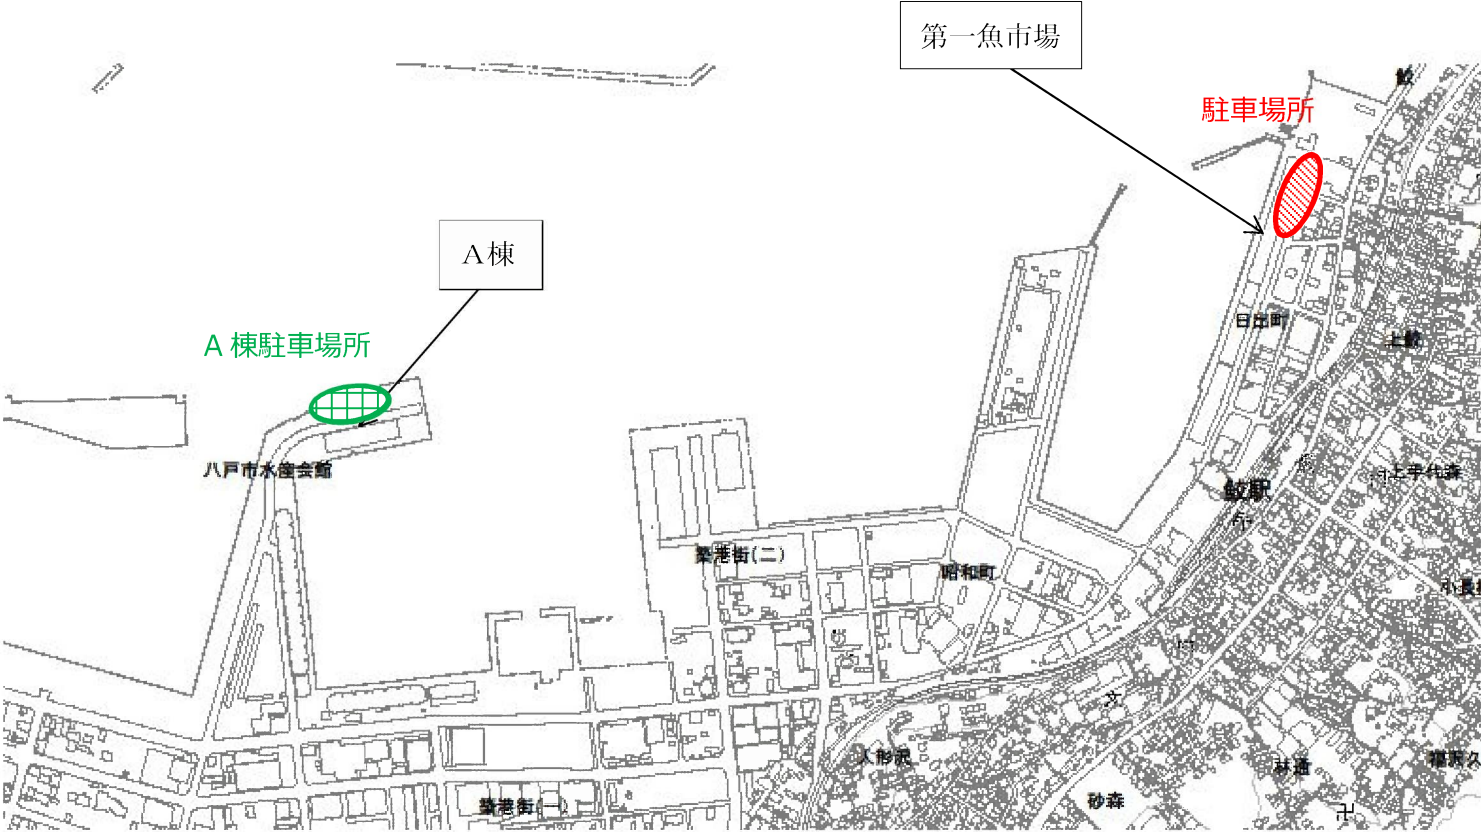 第一魚市場
鮫
駐車場所
Ａ棟
日出町
A 棟駐車場所
上鮫
八戸市水産会館
上手代森
鮫駅
築港街(二)
昭和町
人形沢
林通
砂森
築港街(一)